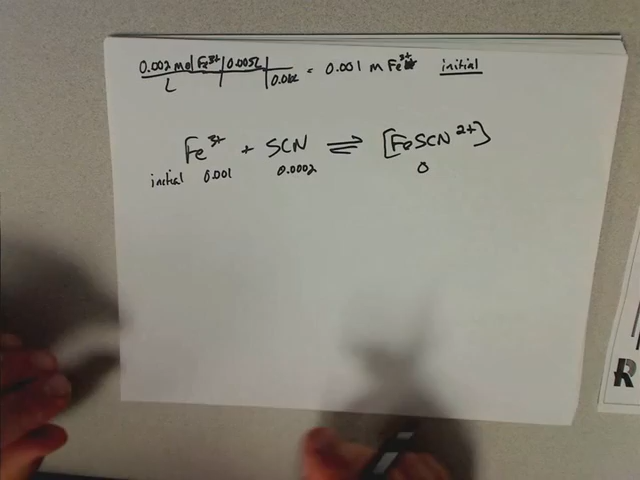 0.002 mol Fe³⁺ | 0.005L | = 0.001 M Fe³⁺ initial
L | | 0.01L
Fe³⁺ + SCN ⇌ [FeSCN²⁺]
initial 0.001 0.0002 0
R